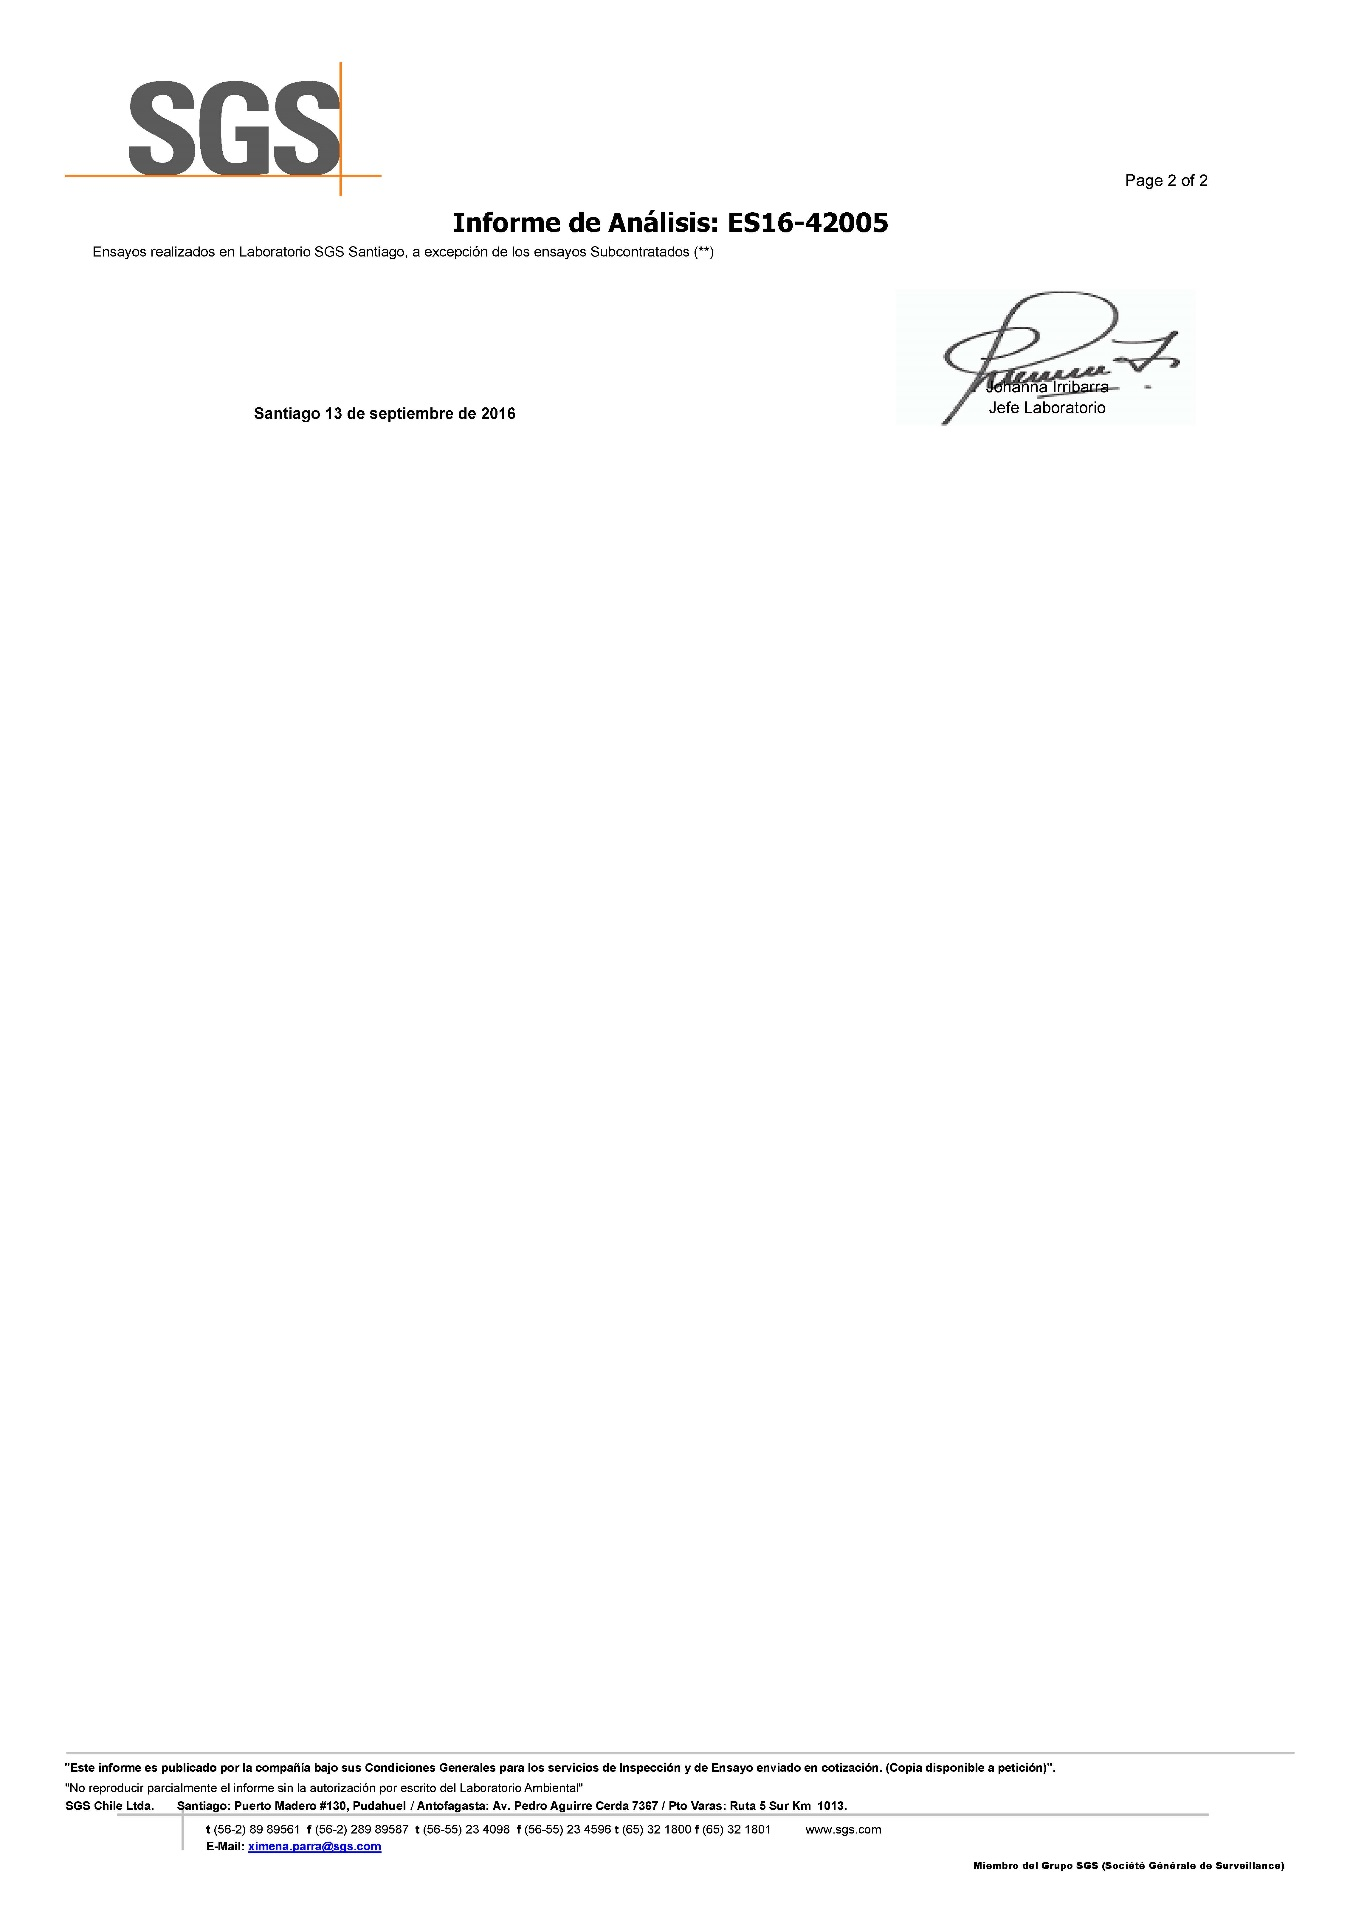 SGS
Page 2 of 2
Informe de Análisis: ES16-42005
Ensayos realizados en Laboratorio SGS Santiago, a excepción de los ensayos Subcontratados (**)
Johanna Irribarra
Jefe Laboratorio
Santiago 13 de septiembre de 2016
"Este informe es publicado por la compañía bajo sus Condiciones Generales para los servicios de Inspección y de Ensayo enviado en cotización. (Copia disponible a petición)".
"No reproducir parcialmente el informe sin la autorización por escrito del Laboratorio Ambiental"
SGS Chile Ltda. Santiago: Puerto Madero #130, Pudahuel / Antofagasta: Av. Pedro Aguirre Cerda 7367 / Pto Varas: Ruta 5 Sur Km 1013.
t (56-2) 89 89561 f (56-2) 289 89587 t (56-55) 23 4098 f (56-55) 23 4596 t (65) 32 1800 f (65) 32 1801 www.sgs.com
E-Mail: ximena.parra@sgs.com
Miembro del Grupo SGS (Société Générale de Surveillance)